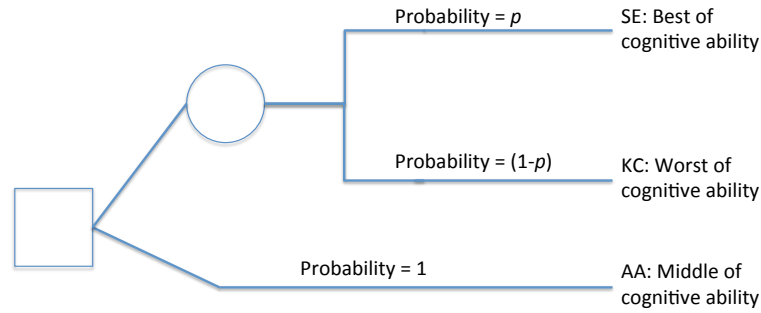 Probability = p
SE: Best of
cognitive ability
Probability = (1-p)
KC: Worst of
cognitive ability
Probability = 1
AA: Middle of
cognitive ability